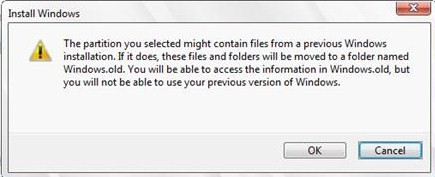 Install Windows
The partition you selected might contain files from a previous Windows
installation. If it does, these files and folders will be moved to a folder named
Windows.old. You will be able to access the information in Windows.old, but
you will not be able to use your previous version of Windows.
OK Cancel